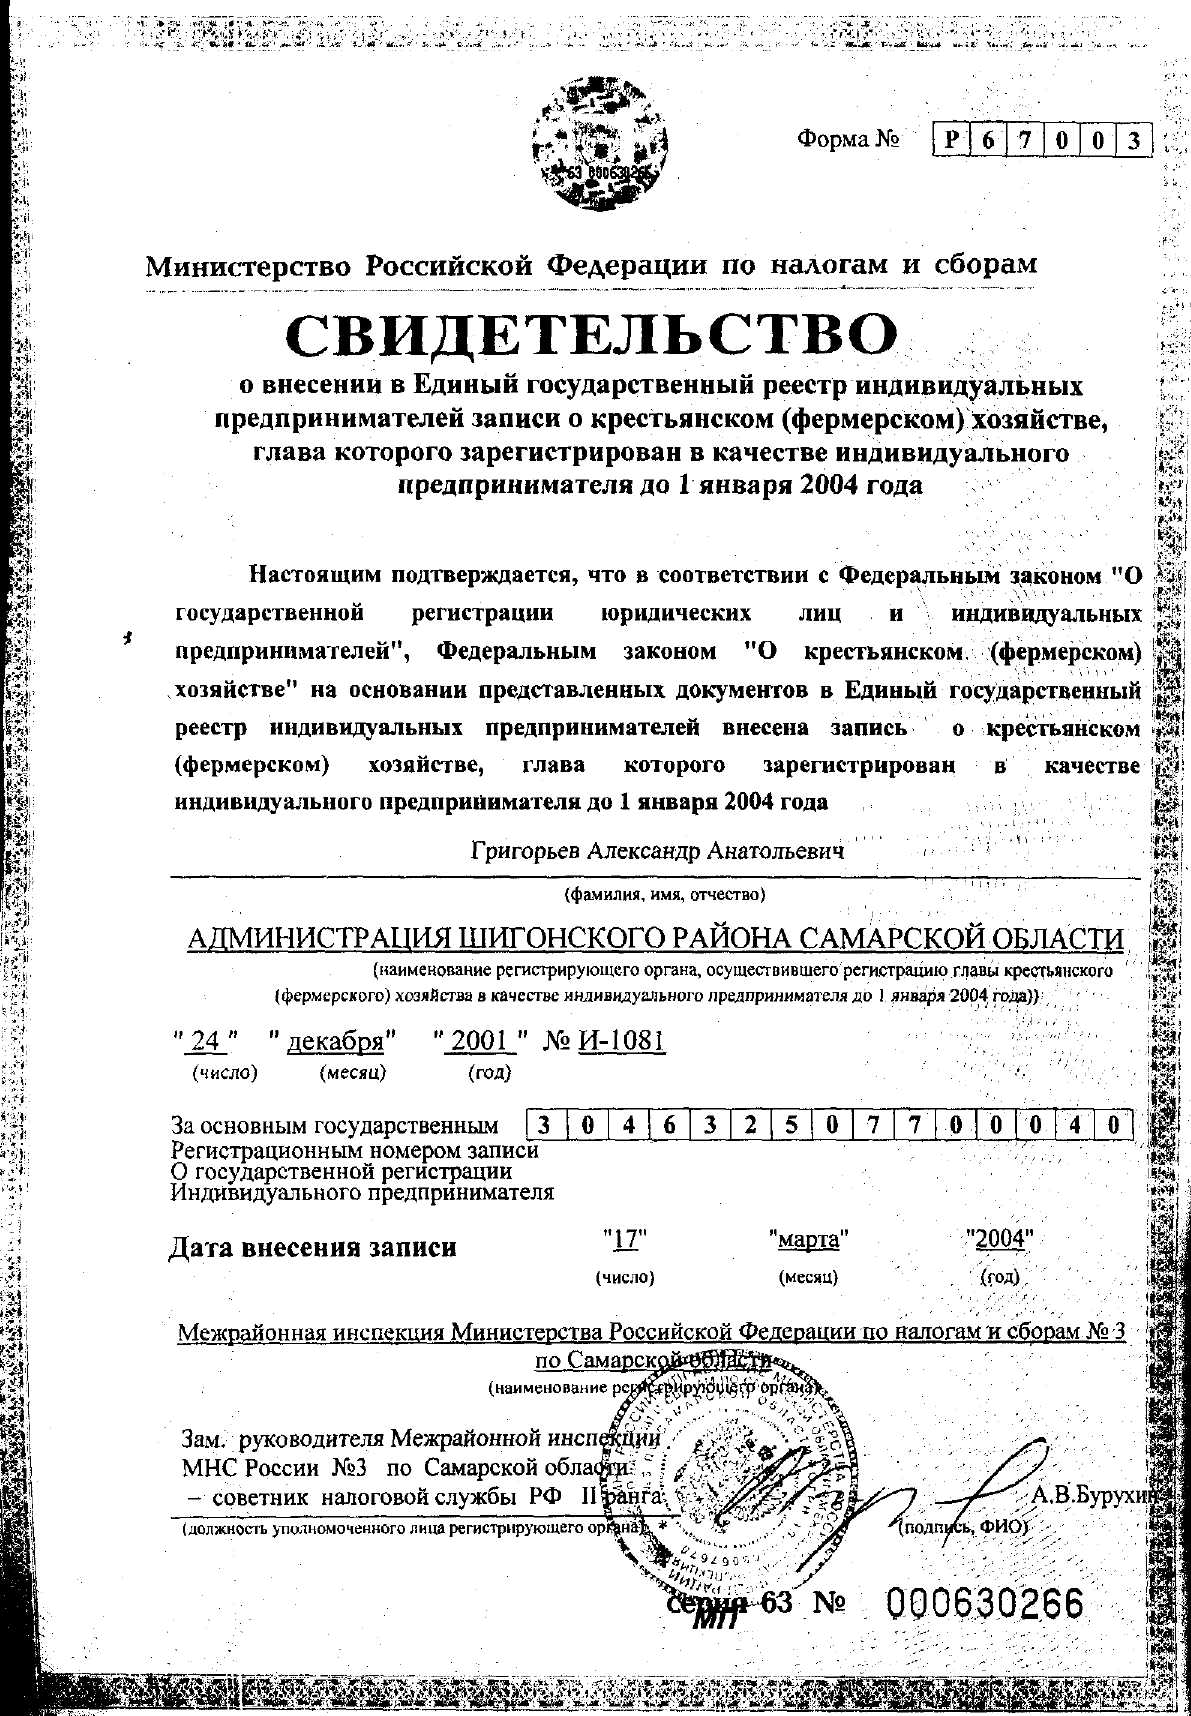 Форма № Р67003
63 000630266
Министерство Российской Федерации по налогам и сборам
СВИДЕТЕЛЬСТВО
о внесении в Единый государственный реестр индивидуальных
предпринимателей записи о крестьянском (фермерском) хозяйстве,
глава которого зарегистрирован в качестве индивидуального
предпринимателя до 1 января 2004 года
Настоящим подтверждается, что в соответствии с Федеральным законом "О
государственной регистрации юридических лиц и индивидуальных
предпринимателей", Федеральным законом "О крестьянском (фермерском)
хозяйстве" на основании представленных документов в Единый государственный
реестр индивидуальных предпринимателей внесена запись о крестьянском
(фермерском) хозяйстве, глава которого зарегистрирован в качестве
индивидуального предпринимателя до 1 января 2004 года
Григорьев Александр Анатольевич
(фамилия, имя, отчество)
АДМИНИСТРАЦИЯ ШИГОНСКОГО РАЙОНА САМАРСКОЙ ОБЛАСТИ
(наименование регистрирующего органа, осуществившего регистрацию главы крестьянского
(фермерского) хозяйства в качестве индивидуального предпринимателя до 1 января 2004 года))
" 24 " " декабря" " 2001 " № И-1081
(число) (месяц) (год)
За основным государственным 304632507700040
Регистрационным номером записи
О государственной регистрации
Индивидуального предпринимателя
Дата внесения записи "17" "марта" "2004"
(число) (месяц) (год)
Межрайонная инспекция Министерства Российской Федерации по налогам и сборам № 3
по Самарской области
(наименование регистрирующего органа)
Зам. руководителя Межрайонной инспекции
МНС России №3 по Самарской области
– советник налоговой службы РФ II ранга
А.В.Бурухин
(должность уполномоченного лица регистрирующего органа) (подпись, ФИО)
серия 63 № 000630266
МП